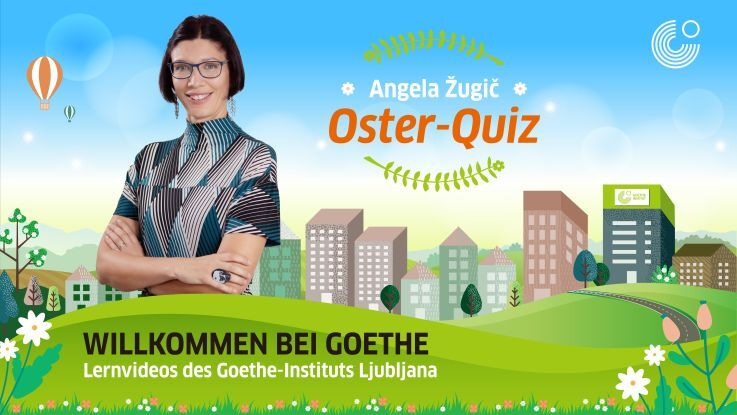 Angela Žugič
Oster-Quiz
WILLKOMMEN BEI GOETHE
Lernvideos des Goethe-Instituts Ljubljana